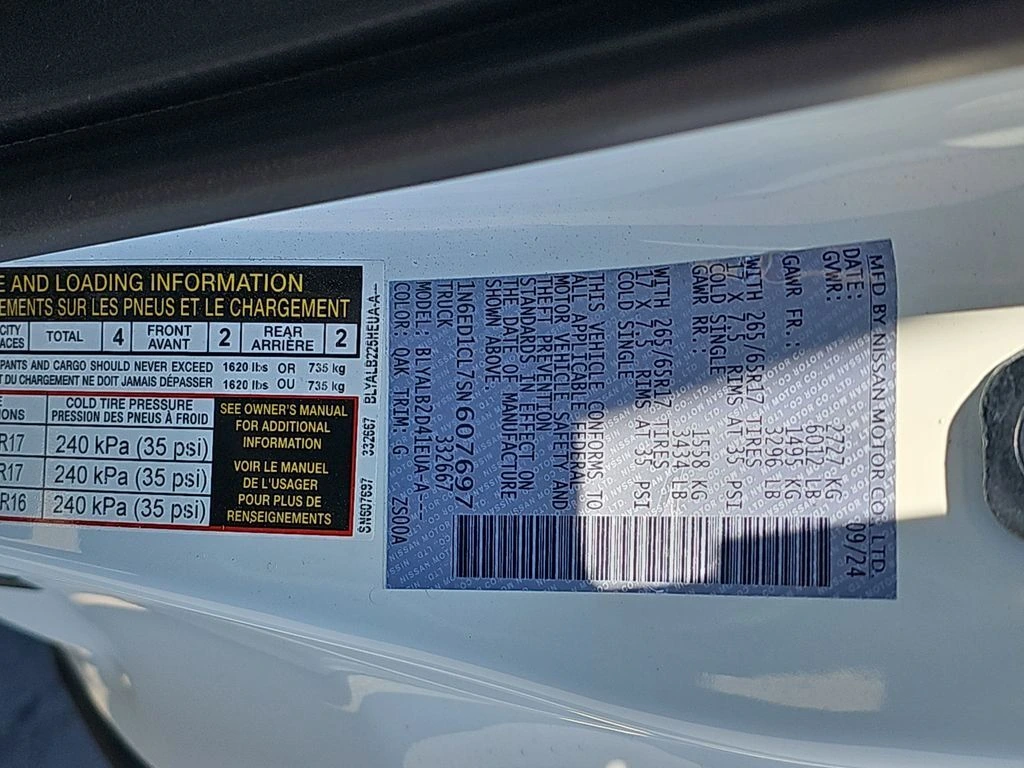 E AND LOADING INFORMATION
EMENTS SUR LES PNEUS ET LE CHARGEMENT
CITY
ACES
TOTAL 4 FRONT AVANT 2 REAR ARRIÈRE 2
PANTS AND CARGO SHOULD NEVER EXCEED 1620 lbs OR 735 kg
T DU CHARGEMENT NE DOIT JAMAIS DÉPASSER 1620 lbs OU 735 kg
COLD TIRE PRESSURE
IONS PRESSION DES PNEUS À FROID
R17 240 kPa (35 psi)
R17 240 kPa (35 psi)
R16 240 kPa (35 psi)
SEE OWNER'S MANUAL
FOR ADDITIONAL
INFORMATION
VOIR LE MANUEL
DE L'USAGER
POUR PLUS DE
RENSEIGNEMENTS
SN607697 332667
MFD BY NISSAN MOTOR CO., LTD.
DATE: 09/24
GVWR: 2727 KG
6012 LB
GAWR FR.: 1495 KG
3296 LB
WITH 265/65R17 TIRES
17 X 7.5 RIMS AT 35 PSI
COLD SINGLE
GAWR RR.: 1558 KG
3434 LB
WITH 265/65R17 TIRES
17 X 7.5 RIMS AT 35 PSI
COLD SINGLE
THIS VEHICLE CONFORMS TO
ALL APPLICABLE FEDERAL
MOTOR VEHICLE SAFETY AND
THEFT PREVENTION
STANDARDS IN EFFECT ON
THE DATE OF MANUFACTURE
SHOWN ABOVE.
1N6ED1CL7SN607697
TRUCK 332667
MODEL: BLYALB2D41EUA-A----
COLOR: QAK TRIM: G ZS00A